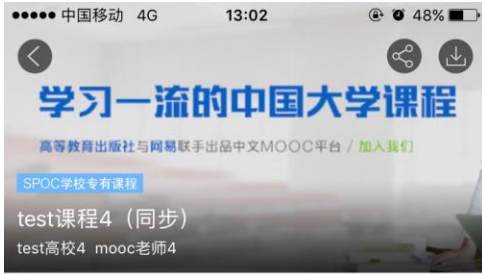 中国移动 4G 13:02 48%
学习一流的中国大学课程
高等教育出版社与网易联手出品中文MOOC平台 / 加入我们
SPOC学校专有课程
test课程4（同步）
test高校4 mooc老师4